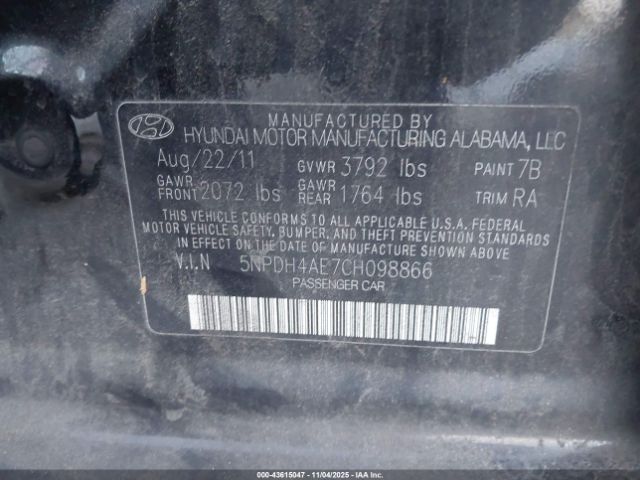 MANUFACTURED BY
HYUNDAI MOTOR MANUFACTURING ALABAMA, LLC
Aug/22/11 GVWR 3792 lbs PAINT 7B
GAWR FRONT 2072 lbs GAWR REAR 1764 lbs TRIM RA
THIS VEHICLE CONFORMS TO ALL APPLICABLE U.S.A. FEDERAL
MOTOR VEHICLE SAFETY, BUMPER, AND THEFT PREVENTION STANDARDS
IN EFFECT ON THE DATE OF MANUFACTURE SHOWN ABOVE
V.I.N 5NPDH4AE7CH098866
PASSENGER CAR
000-43615047 - 11/04/2025 - IAAI.COM